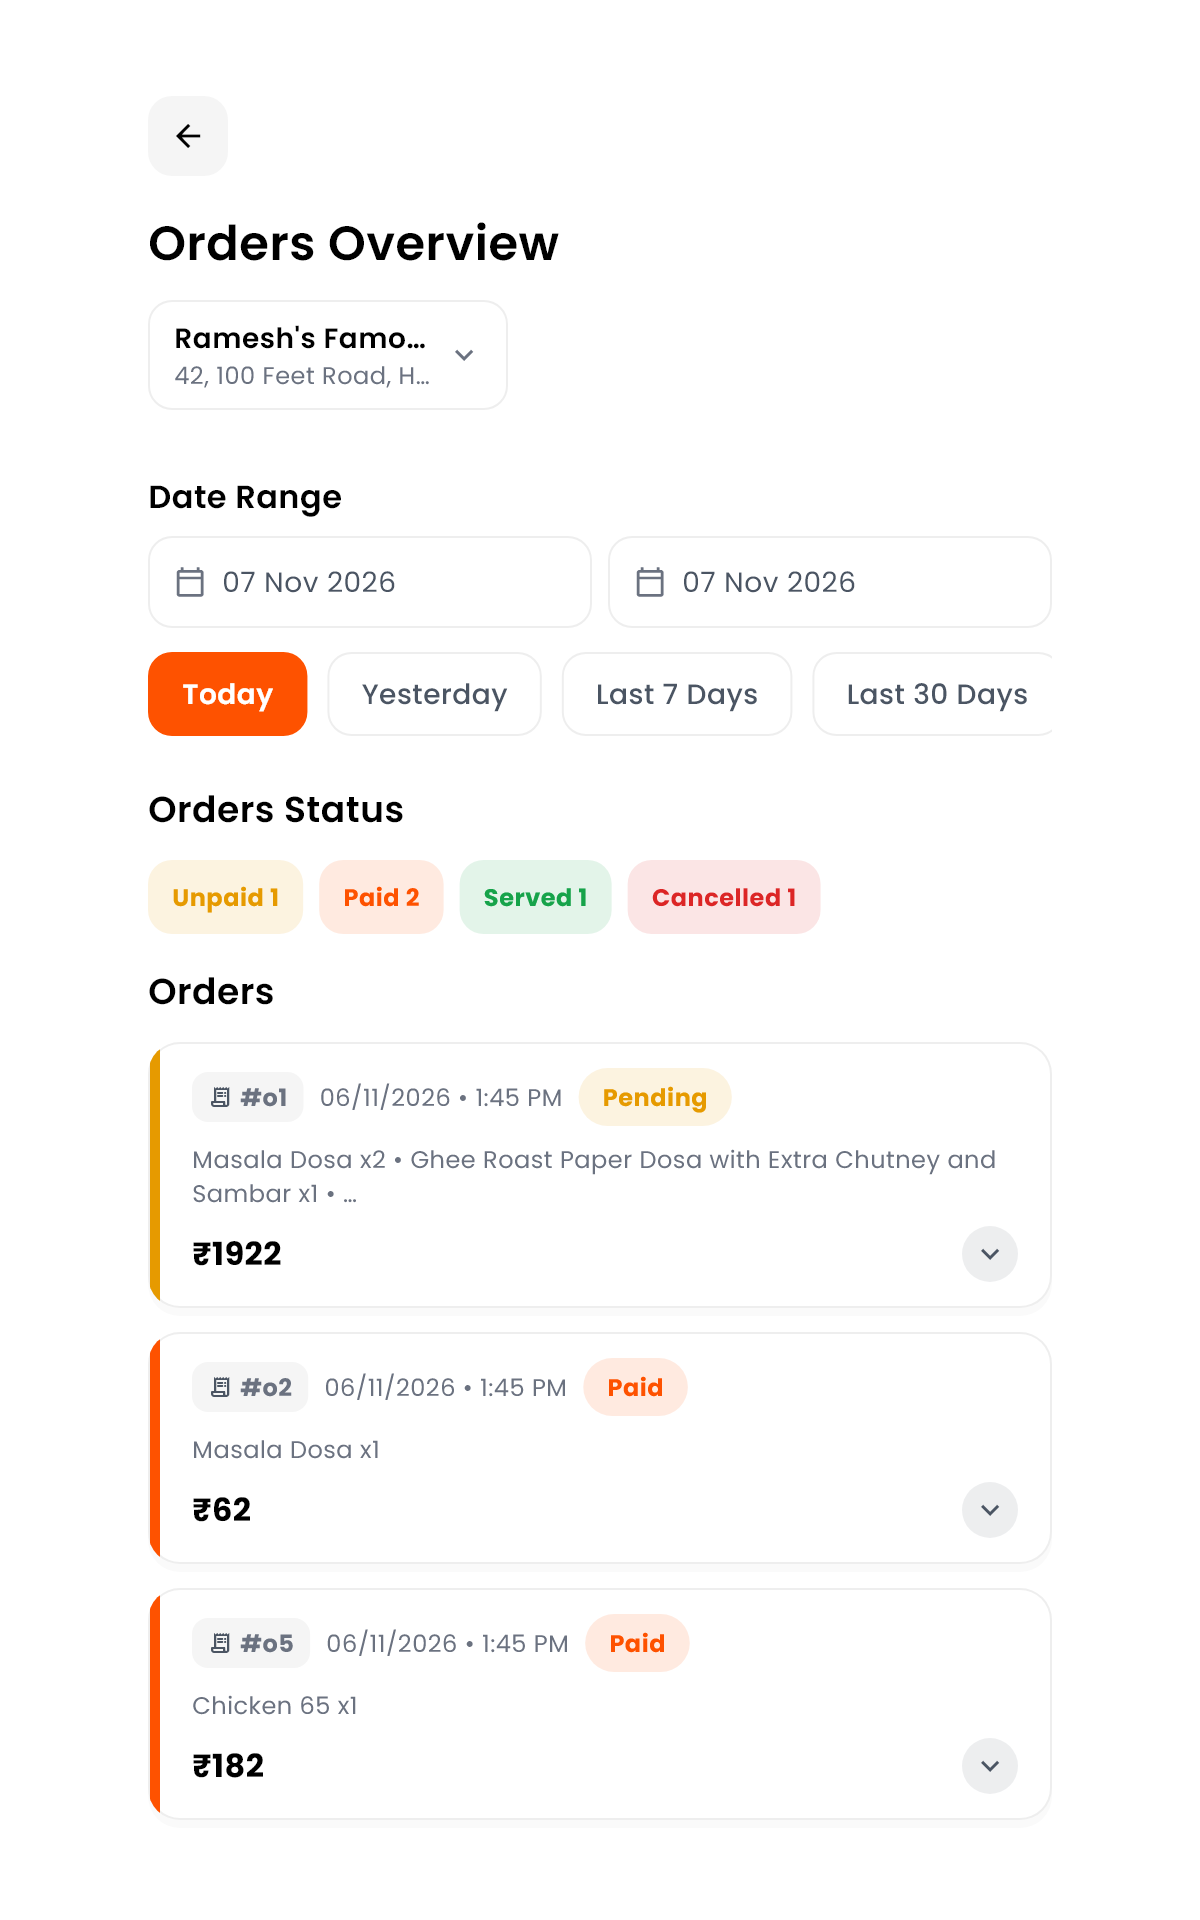 Orders Overview
Ramesh's Famo...
42, 100 Feet Road, H...
Date Range
07 Nov 2026
07 Nov 2026
Today
Yesterday
Last 7 Days
Last 30 Days
Orders Status
Unpaid 1
Paid 2
Served 1
Cancelled 1
Orders
#o1 06/11/2026 • 1:45 PM Pending
Masala Dosa x2 • Ghee Roast Paper Dosa with Extra Chutney and
Sambar x1 • ...
₹1922
#o2 06/11/2026 • 1:45 PM Paid
Masala Dosa x1
₹62
#o5 06/11/2026 • 1:45 PM Paid
Chicken 65 x1
₹182